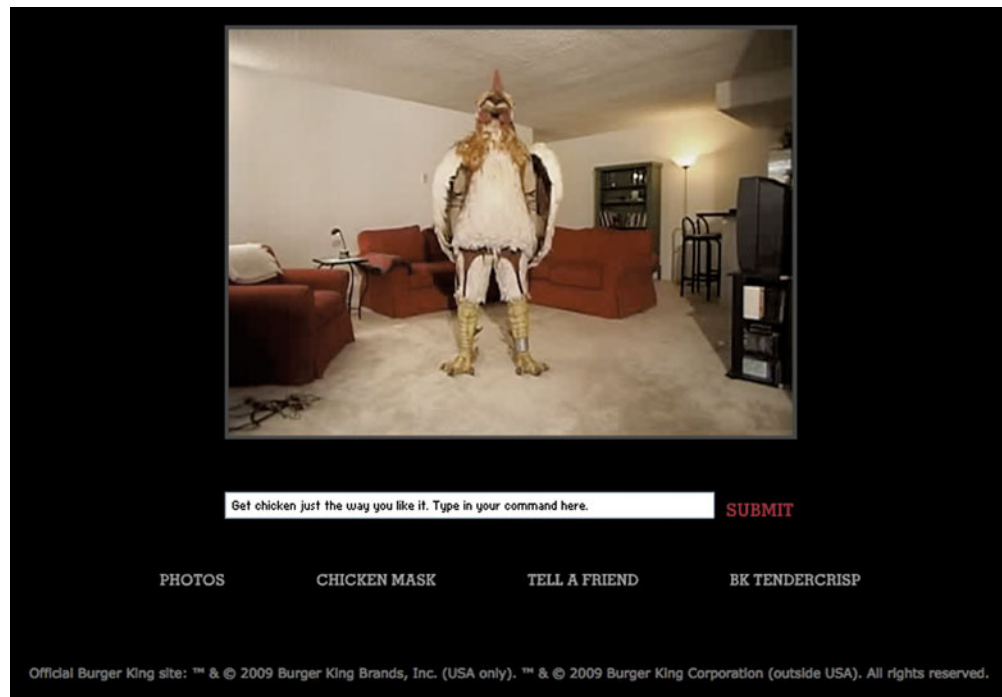 Get chicken just the way you like it. Type in your command here.
SUBMIT
PHOTOS
CHICKEN MASK
TELL A FRIEND
BK TENDERCRISP
Official Burger King site: ™ & © 2009 Burger King Brands, Inc. (USA only). ™ & © 2009 Burger King Corporation (outside USA). All rights reserved.